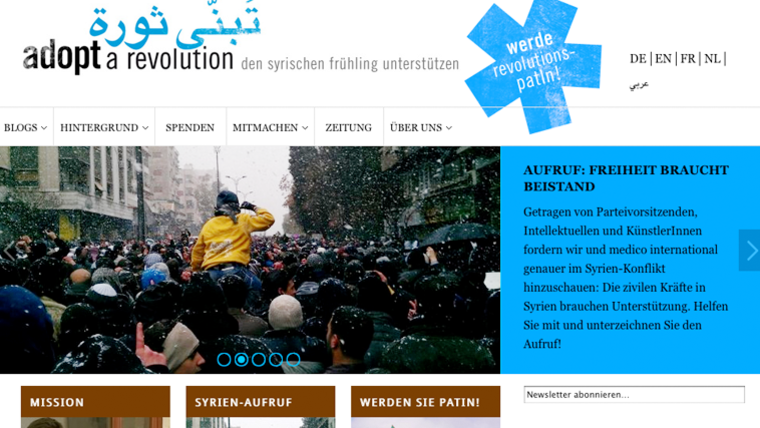 تَبنّى ثورة
adopt a revolution den syrischen frühling unterstützen
werde
revolutions-
patIn!
DE | EN | FR | NL |
عربي
BLOGS HINTERGRUND SPENDEN MITMACHEN ZEITUNG ÜBER UNS
AUFRUF: FREIHEIT BRAUCHT
BEISTAND
Getragen von Parteivorsitzenden,
Intellektuellen und KünstlerInnen
fordern wir und medico international
genauer im Syrien-Konflikt
hinzuschauen: Die zivilen Kräfte in
Syrien brauchen Unterstützung. Helfen
Sie mit und unterzeichnen Sie den
Aufruf!
MISSION
SYRIEN-AUFRUF
WERDEN SIE PATIN!
Newsletter abonnieren...